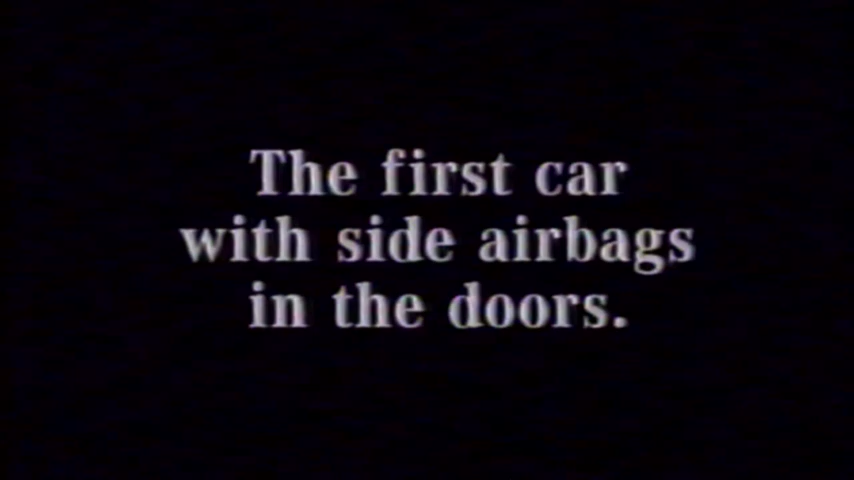 The first car
with side airbags
in the doors.